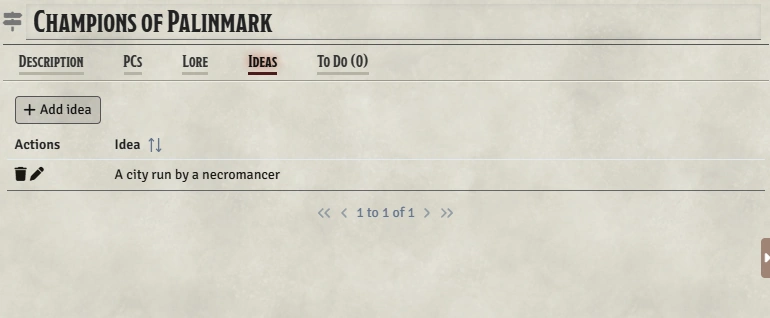 Champions of Palinmark
Description PCs Lore Ideas To Do (0)
+ Add idea
Actions Idea
A city run by a necromancer
1 to 1 of 1